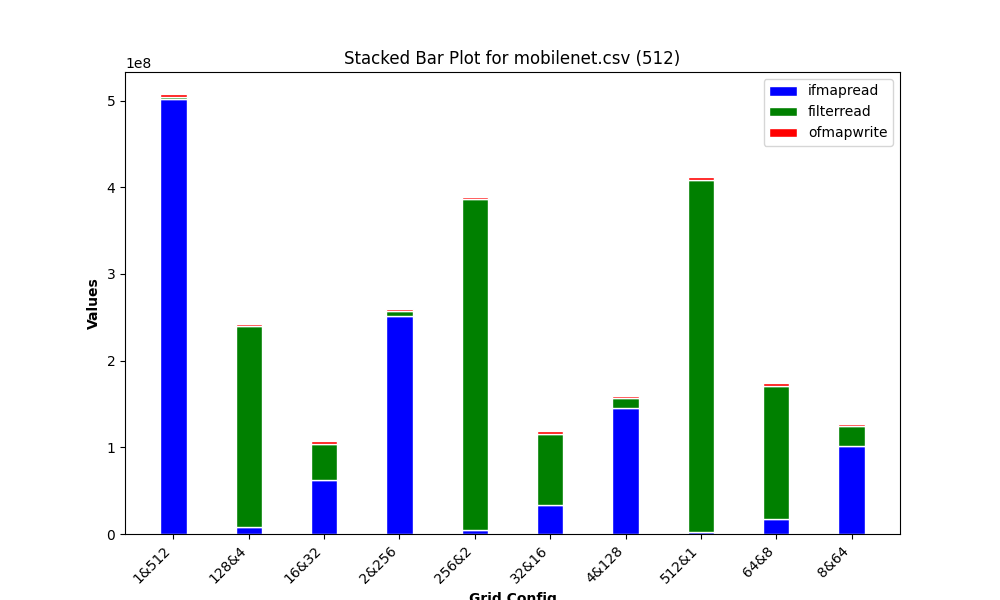 Stacked Bar Plot for mobilenet.csv (512)
1e8
5
4
3
2
1
0
Values
ifmapread
filterread
ofmapwrite
1&512
128&4
16&32
2&256
256&2
32&16
4&128
512&1
64&8
8&64
Grid Config